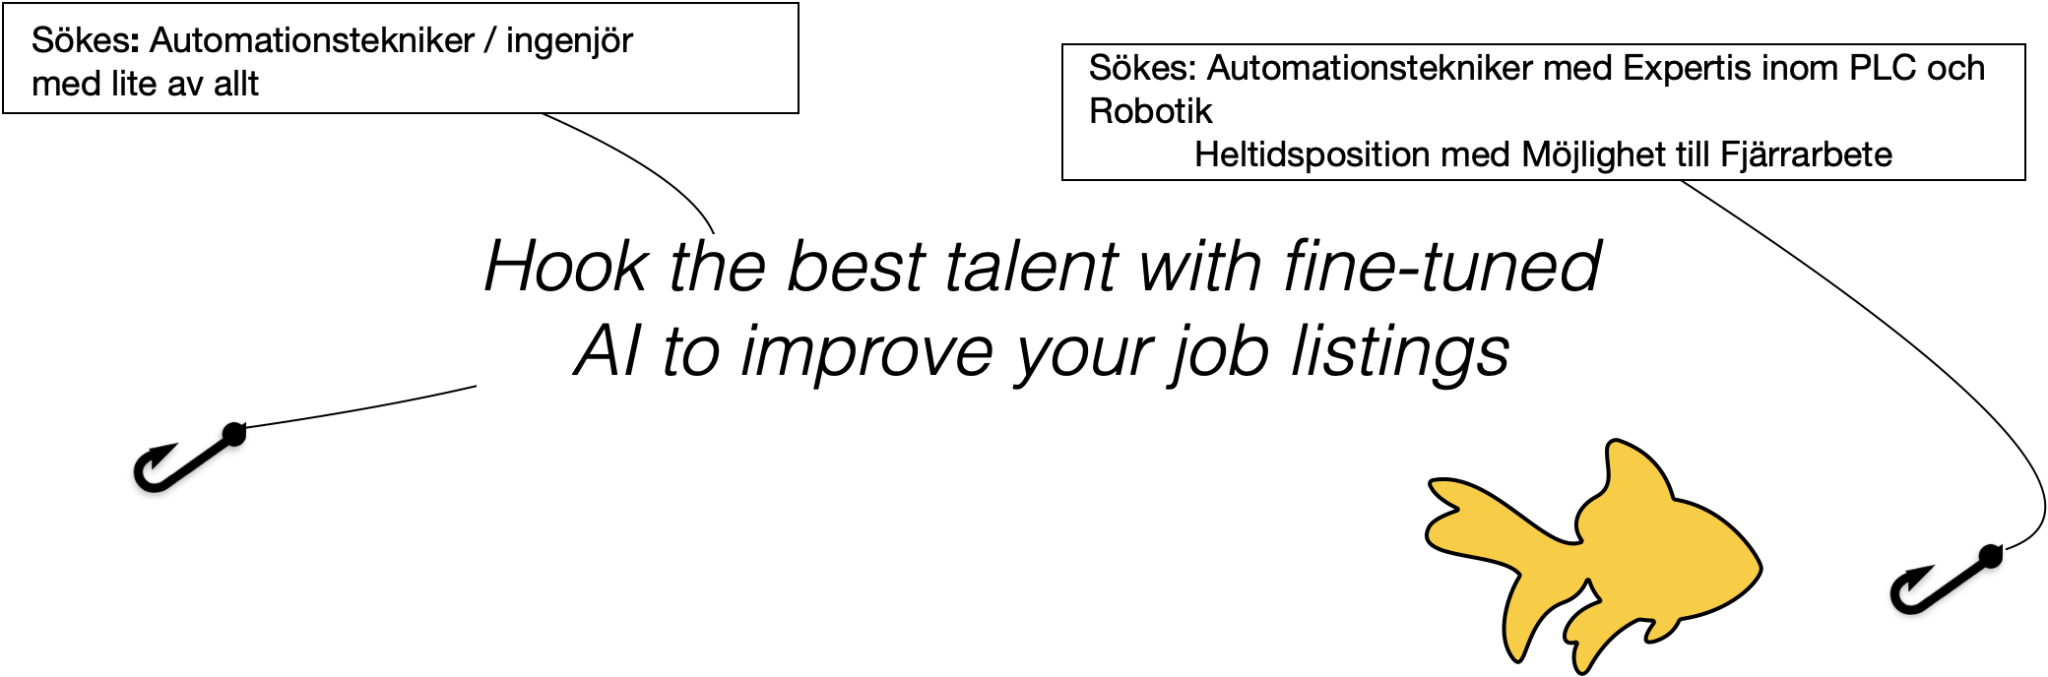 Sökes: Automationstekniker / ingenjör
med lite av allt
Sökes: Automationstekniker med Expertis inom PLC och
Robotik
Heltidsposition med Möjlighet till Fjärrarbete
Hook the best talent with fine-tuned
AI to improve your job listings